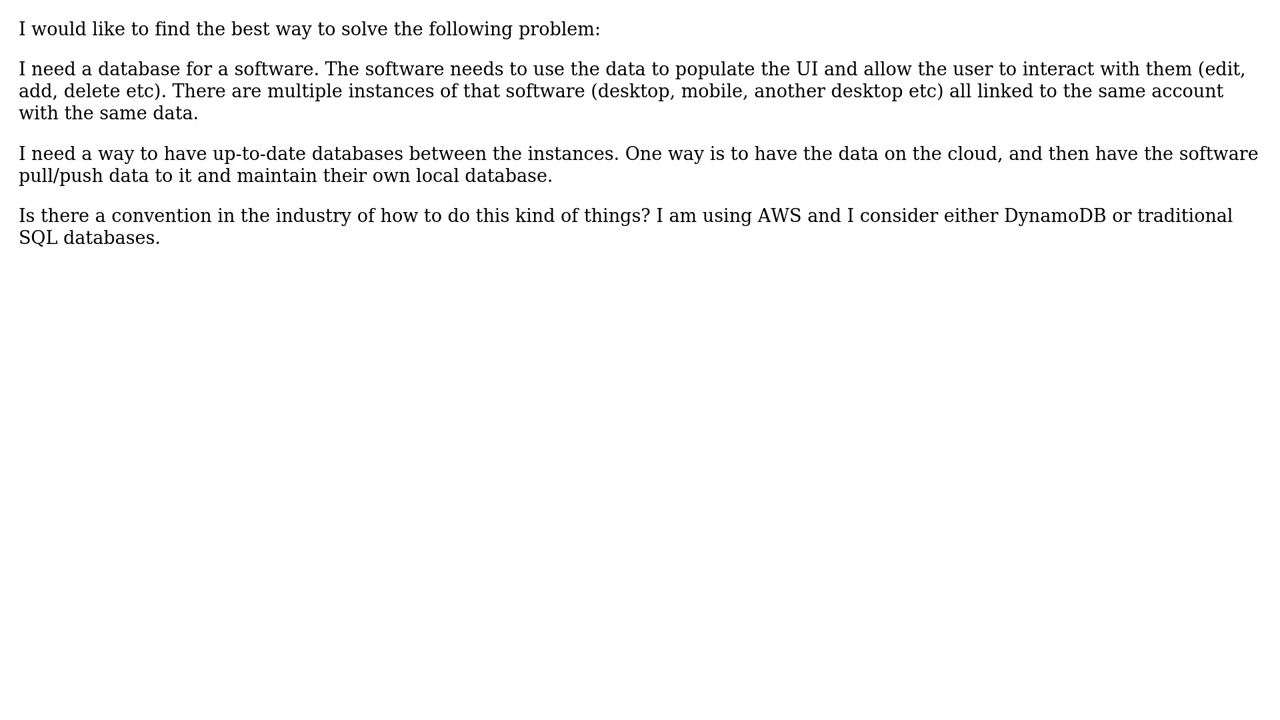 I would like to find the best way to solve the following problem:
I need a database for a software. The software needs to use the data to populate the UI and allow the user to interact with them (edit,
add, delete etc). There are multiple instances of that software (desktop, mobile, another desktop etc) all linked to the same account
with the same data.
I need a way to have up-to-date databases between the instances. One way is to have the data on the cloud, and then have the software
pull/push data to it and maintain their own local database.
Is there a convention in the industry of how to do this kind of things? I am using AWS and I consider either DynamoDB or traditional
SQL databases.